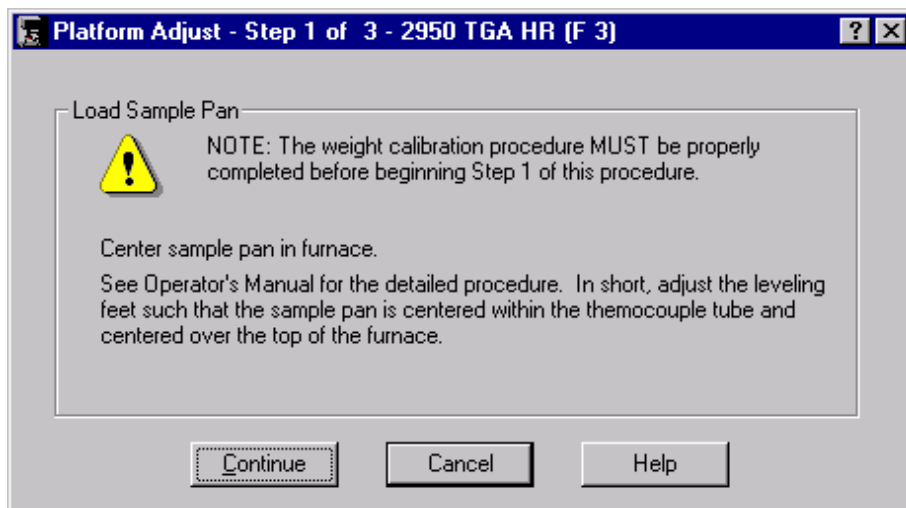 Platform Adjust - Step 1 of 3 - 2950 TGA HR (F 3)
Load Sample Pan
NOTE: The weight calibration procedure MUST be properly
completed before beginning Step 1 of this procedure.
Center sample pan in furnace.
See Operator's Manual for the detailed procedure. In short, adjust the leveling
feet such that the sample pan is centered within the themocouple tube and
centered over the top of the furnace.
Continue
Cancel
Help